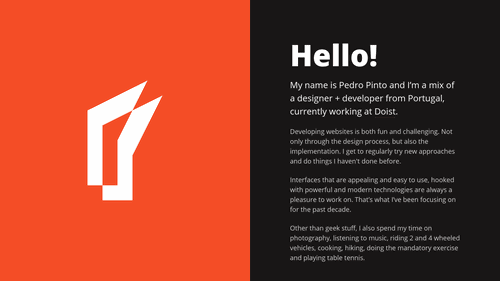 Hello!
My name is Pedro Pinto and I'm a mix of
a designer + developer from Portugal,
currently working at Doist.
Developing websites is both fun and challenging. Not
only through the design process, but also the
implementation. I get to regularly try new approaches
and do things I haven't done before.
Interfaces that are appealing and easy to use, hooked
with powerful and modern technologies are always a
pleasure to work on. That's what I've been focusing on
for the past decade.
Other than geek stuff, I also spend my time on
photography, listening to music, riding 2 and 4 wheeled
vehicles, cooking, hiking, doing the mandatory exercise
and playing table tennis.